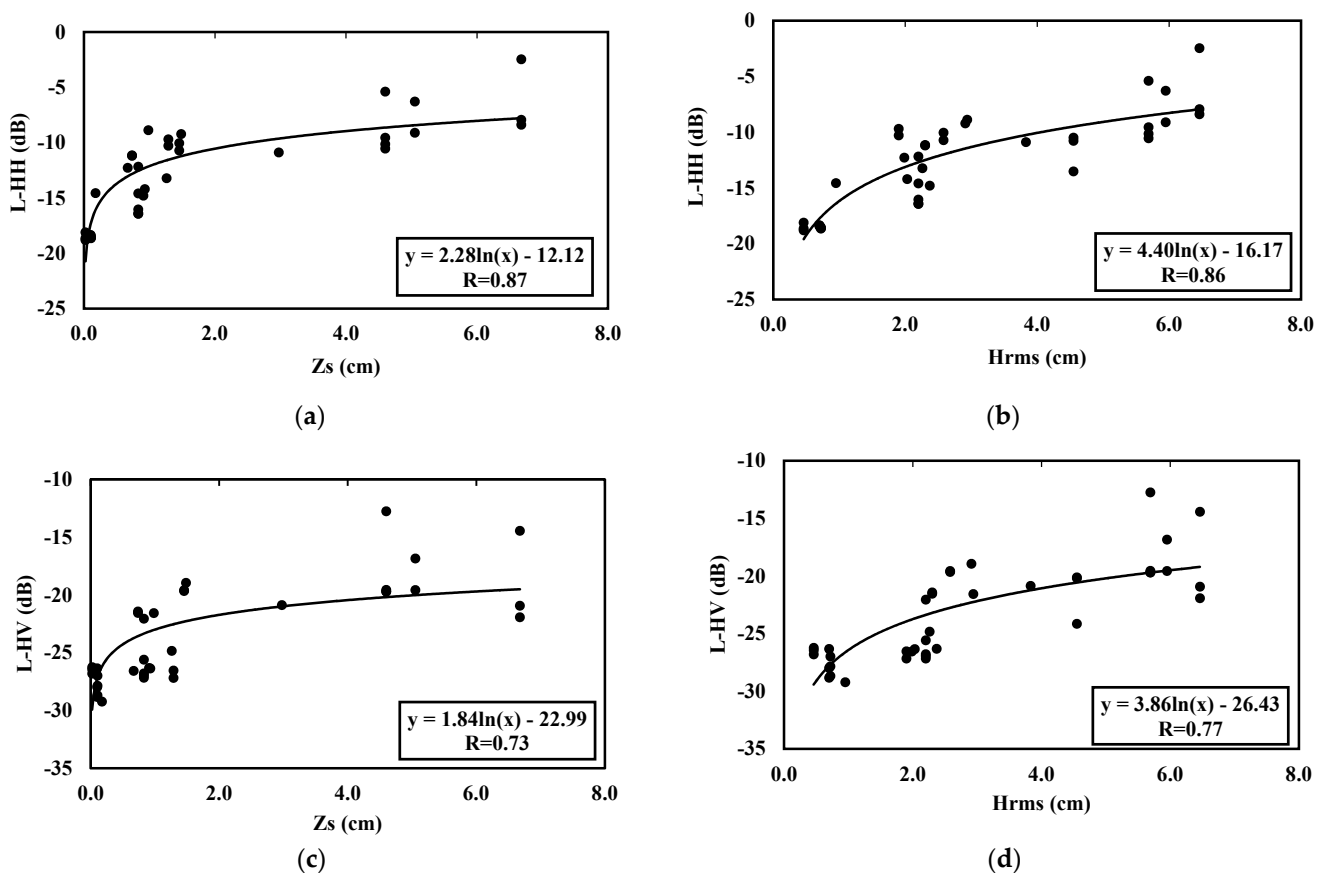 0
-5
-10
-15
-20
-25
L-HH (dB)
y = 2.28ln(x) - 12.12
R=0.87
0.0 2.0 4.0 6.0 8.0
Zs (cm)
(a)
0
-5
-10
-15
-20
-25
L-HH (dB)
y = 4.40ln(x) - 16.17
R=0.86
0.0 2.0 4.0 6.0 8.0
Hrms (cm)
(b)
-10
-15
-20
-25
-30
-35
L-HV (dB)
y = 1.84ln(x) - 22.99
R=0.73
0.0 2.0 4.0 6.0 8.0
Zs (cm)
(c)
-10
-15
-20
-25
-30
-35
L-HV (dB)
y = 3.86ln(x) - 26.43
R=0.77
0.0 2.0 4.0 6.0 8.0
Hrms (cm)
(d)